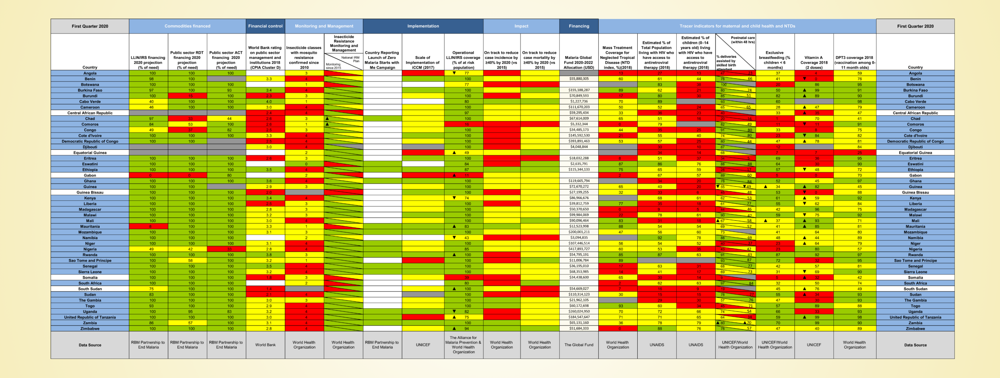 First Quarter 2020 Commodities financed Financial control Monitoring and Management Implementation Impact Financing Tracer indicators for maternal and child health and NTDs First Quarter 2020
Country
LLIN/IRS financing
2020 projection
(% of need)
Public sector RDT
financing 2020
projection
(% of need)
Public sector ACT
financing 2020
projection
(% of need)
World Bank rating
on public sector
management and
institutions 2018
(CPIA Cluster D)
Insecticide classes
with mosquito
resistance
confirmed since
2010
Insecticide
Resistance
Monitoring and
Management
National IRM
Plan
Monitoring
since 2015
Country Reporting
Launch of Zero
Malaria Starts with
Me Campaign
Scale of
Implementation of
iCCM (2017)
Operational
LLIN/IRS coverage
(% of at risk
population)
On track to reduce
case incidence by
≥40% by 2020 (vs
2015)
On track to reduce
case mortality by
≥40% by 2020 (vs
2015)
Malaria Global
Fund 2020-2022
Allocation (USD)
Mass Treatment
Coverage for
Neglected Tropical
Disease (NTD
index, %)(2018)
Estimated % of
Total Population
living with HIV who
have access to
antiretroviral
therapy (2018)
Estimated % of
children (0–14
years old) living
with HIV who have
access to
antiretroviral
therapy (2018)
Postnatal care
(within 48 hrs)
% deliveries
assisted by
skilled birth
attendant
Exclusive
breastfeeding (%
children < 6
months)
Vitamin A
Coverage 2018
(2 doses)
DPT3 coverage 2018
(vaccination among 0-
11 month olds)
Country
Angola 100 100 100 3 ▼ 77 13 27 13 47 23 37 4 59 Angola
Benin 98 100 3.3 4 100 $55,880,305 60 61 44 78 66 41 ▼ 0 76 Benin
Botswana 100 100 100 1 77 83 38 100 20 86 95 Botswana
Burkina Faso 97 100 93 3.4 4 100 $155,188,287 89 62 21 80 74 50 ▲ 99 91 Burkina Faso
Burundi 100 15 100 2.3 3 100 $70,849,593 17 80 30 85 51 82 ▲ 89 90 Burundi
Cabo Verde 40 100 100 4.0 1 80 $1,227,736 70 89 93 60 98 Cabo Verde
Cameroon 46 100 100 3.0 4 100 $111,670,203 50 52 24 65 65 28 ▲ 47 79 Cameroon
Central African Republic 2.4 4 97 $59,295,434 33 36 23 40 33 ▲ 35 47 Central African Republic
Chad 97 33 44 2.6 3 ▲ 100 $67,614,009 65 51 16 20 16 1 70 41 Chad
Comoros 84 53 100 2.6 1 ▲ 16 $5,332,344 0 79 82 49 11 ▼ 11 91 Comoros
Congo 49 37 82 2.5 3 100 $34,485,173 44 35 25 91 80 33 8 75 Congo
Cote d'Ivoire 100 100 100 3.3 4 100 $145,592,530 21 55 40 74 80 23 ▼ 84 82 Cote d'Ivoire
Democratic Republic of Congo 100 100 2.5 4 100 $393,891,463 53 57 25 80 44 47 ▲ 78 81 Democratic Republic of Congo
Djibouti 3.0 4 100 $4,048,844 30 10 87 12 84 Djibouti
Equatorial Guinea 2 ▲ 49 34 14 68 7 7 25 Equatorial Guinea
Eritrea 100 100 100 2.6 3 100 $18,032,288 8 51 37 34 5 69 36 95 Eritrea
Eswatini 100 100 100 0 84 $2,635,791 87 86 76 88 88 64 30 90 Eswatini
Ethiopia 100 100 100 3.5 4 87 $115,344,133 75 65 59 28 17 57 ▼ 48 72 Ethiopia
Gabon 0 0 80 2 ▲ 11 2 67 57 89 60 5 0 70 Gabon
Ghana 100 100 100 3.6 4 100 $119,665,794 34 20 78 84 52 45 97 Ghana
Guinea 100 100 2.9 3 100 $72,670,272 65 40 20 ▼ 55 ▼ 49 ▲ 34 ▲ 82 45 Guinea
Guinea Bissau 100 100 100 2.0 100 $27,199,255 32 33 6 45 48 53 ▼ 0 88 Guinea Bissau
Kenya 100 100 100 3.4 4 ▼ 74 $86,966,676 68 61 62 53 61 ▲ 59 92 Kenya
Liberia 100 100 100 2.5 3 100 $39,812,759 77 35 18 61 77 55 ▼ 62 84 Liberia
Madagascar 100 100 100 2.8 3 100 $50,370,650 0 9 5 44 46 42 96 75 Madagascar
Malawi 100 100 100 3.2 3 100 $99,984,069 22 78 61 90 42 59 ▼ 75 92 Malawi
Mali 100 100 100 3.0 4 100 $90,096,464 83 31 18 ▲ 67 58 ▲ 37 ▲ 93 71 Mali
Mauritania 8 100 100 3.3 1 ▲ 83 $12,523,998 88 54 54 69 57 41 ▲ 85 81 Mauritania
Mozambique 100 100 100 3.1 3 100 $200,001,211 47 56 60 73 41 64 80 Mozambique
Namibia 100 100 100 2 ▼ 43 $3,094,835 92 78 88 69 48 ▲ 44 89 Namibia
Niger 100 100 100 3.1 4 100 $107,446,514 56 54 52 40 37 23 ▲ 64 79 Niger
Nigeria 49 42 33 2.8 4 85 $417,893,727 60 53 35 43 42 23 80 57 Nigeria
Rwanda 100 100 100 3.8 3 ▲ 100 $54,795,191 85 87 63 91 43 87 92 97 Rwanda
Sao Tome and Principe 100 58 100 3.2 1 100 $11,006,784 89 93 87 72 32 95 Sao Tome and Principe
Senegal 100 100 100 3.5 4 100 $36,195,010 17 63 31 68 77 42 57 81 Senegal
Sierra Leone 100 100 100 3.2 4 100 $68,353,985 14 41 17 69 73 31 ▼ 69 90 Sierra Leone
Somalia 100 100 100 1.8 3 39 $34,438,600 65 30 14 9 5 ▲ 32 42 Somalia
South Africa 100 100 100 2 80 2 62 63 97 84 32 50 74 South Africa
South Sudan 75 100 100 1.4 ▲ 100 $54,669,027 7 16 9 19 45 ▲ 76 49 South Sudan
Sudan 83 100 100 2.1 4 100 $110,314,123 30 15 15 78 27 55 ▲ 34 93 Sudan
The Gambia 100 100 100 3.0 3 100 $21,962,105 29 30 57 76 47 30 93 The Gambia
Togo 93 100 100 2.9 4 100 $60,172,698 93 60 34 45 71 57 89 88 Togo
Uganda 100 95 83 3.2 4 ▼ 82 $260,024,950 70 72 66 74 54 66 33 93 Uganda
United Republic of Tanzania 100 100 100 3.0 4 ▲ 75 $184,547,647 71 71 65 64 34 59 ▲ 99 98 United Republic of Tanzania
Zambia 86 57 100 3.1 4 100 $65,131,160 36 78 79 ▲ 80 ▲ 70 70 99 90 Zambia
Zimbabwe 100 100 100 2.8 4 ▲ 94 $51,684,333 0 88 76 78 57 47 40 89 Zimbabwe
Data Source
RBM Partnership to
End Malaria
RBM Partnership to
End Malaria
RBM Partnership to
End Malaria
World Bank
World Health
Organization
World Health
Organization
RBM Partnership to
End Malaria
UNICEF
The Alliance for
Malaria Prevention &
World Health
Organization
World Health
Organization
World Health
Organization
The Global Fund
World Health
Organization
UNAIDS
UNAIDS
UNICEF/World
Health Organization
UNICEF/World
Health Organization
UNICEF
World Health
Organization
Data Source